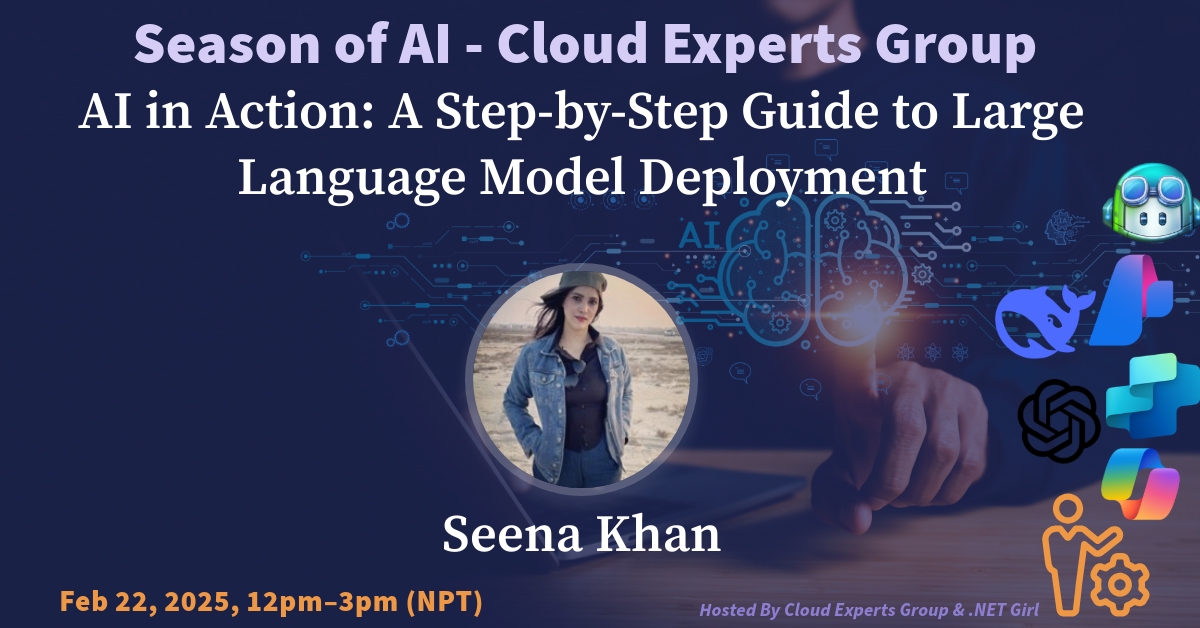 Season of AI - Cloud Experts Group
AI in Action: A Step-by-Step Guide to Large
Language Model Deployment
AI
Seena Khan
Feb 22, 2025, 12pm–3pm (NPT)
Hosted By Cloud Experts Group & .NET Girl